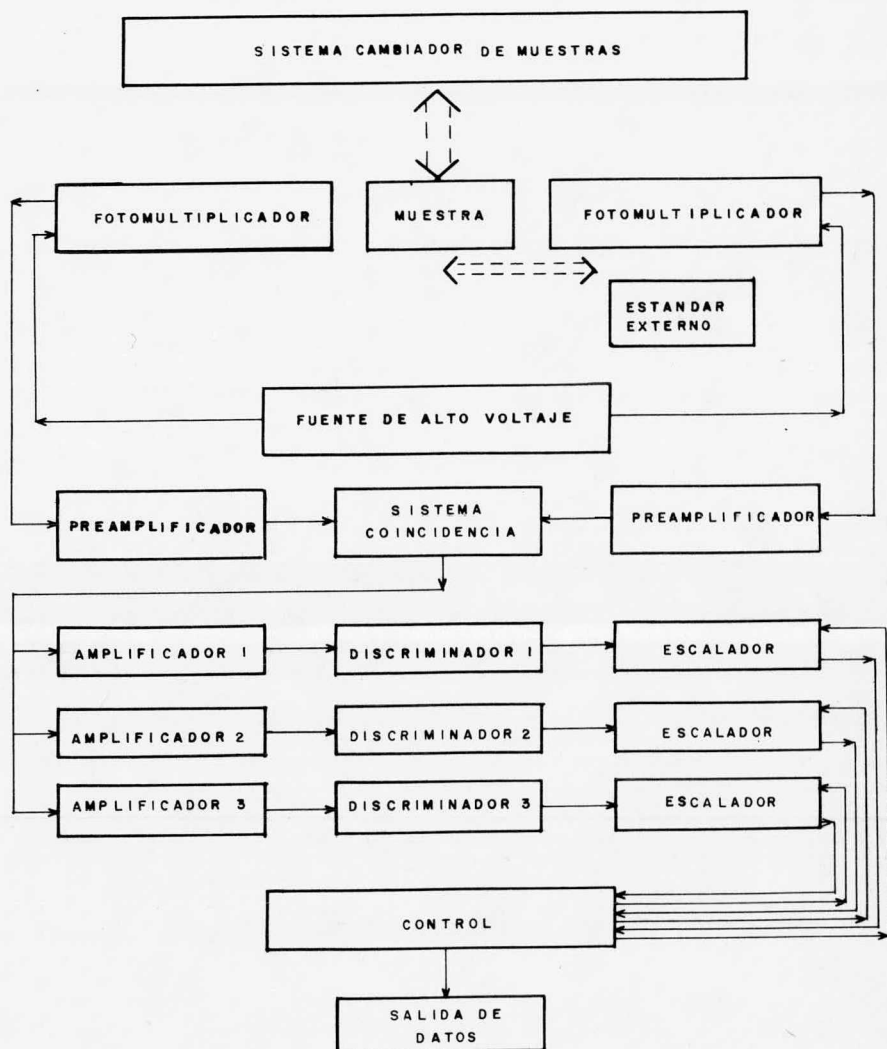 SISTEMA CAMBIADOR DE MUESTRAS
FOTOMULTIPLICADOR
MUESTRA
FOTOMULTIPLICADOR
ESTANDAR
EXTERNO
FUENTE DE ALTO VOLTAJE
PREAMPLIFICADOR
SISTEMA
COINCIDENCIA
PREAMPLIFICADOR
AMPLIFICADOR 1
DISCRIMINADOR 1
ESCALADOR
AMPLIFICADOR 2
DISCRIMINADOR 2
ESCALADOR
AMPLIFICADOR 3
DISCRIMINADOR 3
ESCALADOR
CONTROL
SALIDA DE
DATOS